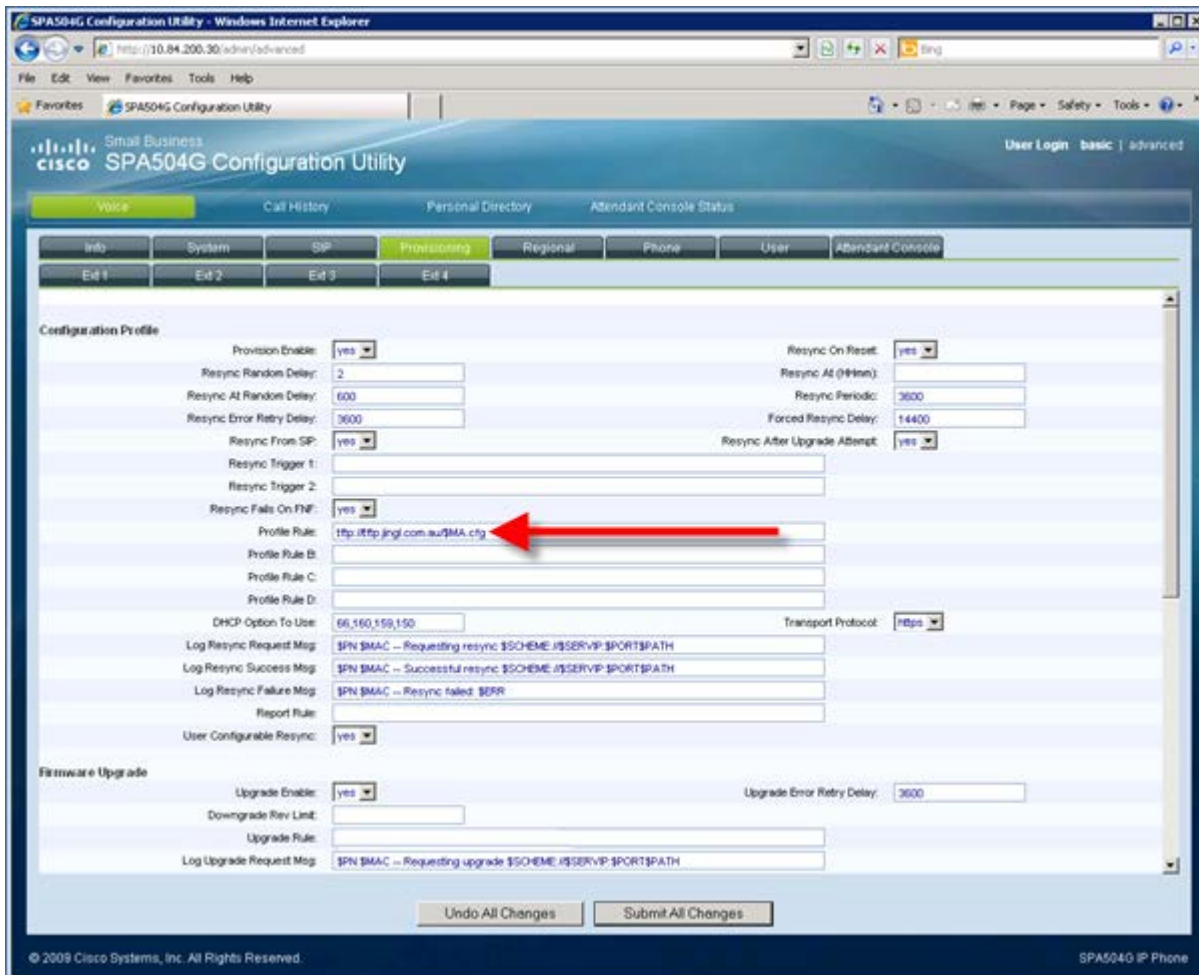 SPA504G Configuration Utility - Windows Internet Explorer
http://10.84.200.30/admin/advanced
Bing
File Edit View Favorites Tools Help
Favorites SPA504G Configuration Utility
Page Safety Tools
Small Business
cisco SPA504G Configuration Utility
User Login basic | advanced
Voice Call History Personal Directory Attendant Console Status
Info System SIP Provisioning Regional Phone User Attendant Console
Ext 1 Ext 2 Ext 3 Ext 4
Configuration Profile
Provision Enable: yes Resync On Reset: yes
Resync Random Delay: 2 Resync At (HHmm):
Resync At Random Delay: 600 Resync Periodic: 3600
Resync Error Retry Delay: 3600 Forced Resync Delay: 14400
Resync From SIP: yes Resync After Upgrade Attempt: yes
Resync Trigger 1:
Resync Trigger 2:
Resync Fails On FNF: yes
Profile Rule: tftp://tftp.jingl.com.au/$MA.cfg
Profile Rule B:
Profile Rule C:
Profile Rule D:
DHCP Option To Use: 66,160,159,150 Transport Protocol: https
Log Resync Request Msg: $PN $MAC -- Requesting resync $SCHEME://$SERVIP:$PORT$PATH
Log Resync Success Msg: $PN $MAC -- Successful resync $SCHEME://$SERVIP:$PORT$PATH
Log Resync Failure Msg: $PN $MAC -- Resync failed: $ERR
Report Rule:
User Configurable Resync: yes
Firmware Upgrade
Upgrade Enable: yes Upgrade Error Retry Delay: 3600
Downgrade Rev Limit:
Upgrade Rule:
Log Upgrade Request Msg: $PN $MAC -- Requesting upgrade $SCHEME://$SERVIP:$PORT$PATH
Undo All Changes Submit All Changes
© 2009 Cisco Systems, Inc. All Rights Reserved. SPA504G IP Phone